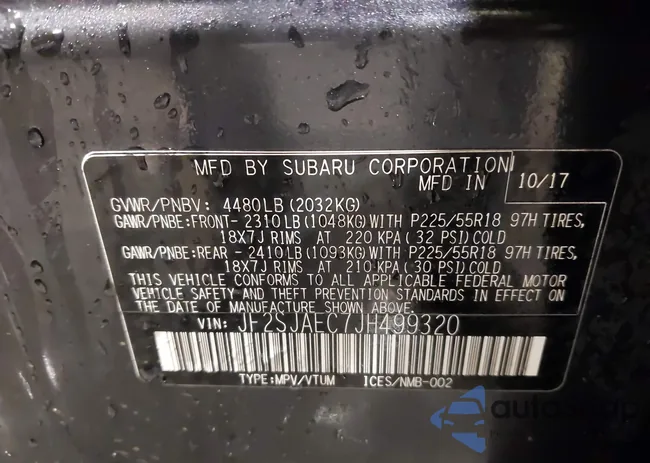 MFD BY SUBARU CORPORATION
MFD IN 10/17
GVWR/PNBV: 4480LB(2032KG)
GAWR/PNBE:FRONT-2310LB(1048KG)WITH P225/55R18 97H TIRES,
18X7J RIMS AT 220 KPA(32 PSI)COLD
GAWR/PNBE:REAR -2410LB(1093KG)WITH P225/55R18 97H TIRES,
18X7J RIMS AT 210 KPA(30 PSI)COLD
THIS VEHICLE CONFORMS TO ALL APPLICABLE FEDERAL MOTOR
VEHICLE SAFETY AND THEFT PREVENTION STANDARDS IN EFFECT ON
THE DATE OF MANUFACTURE SHOWN ABOVE.
VIN: JF2SJAEC7JH499320
TYPE:MPV/VTUM ICES/NMB-002